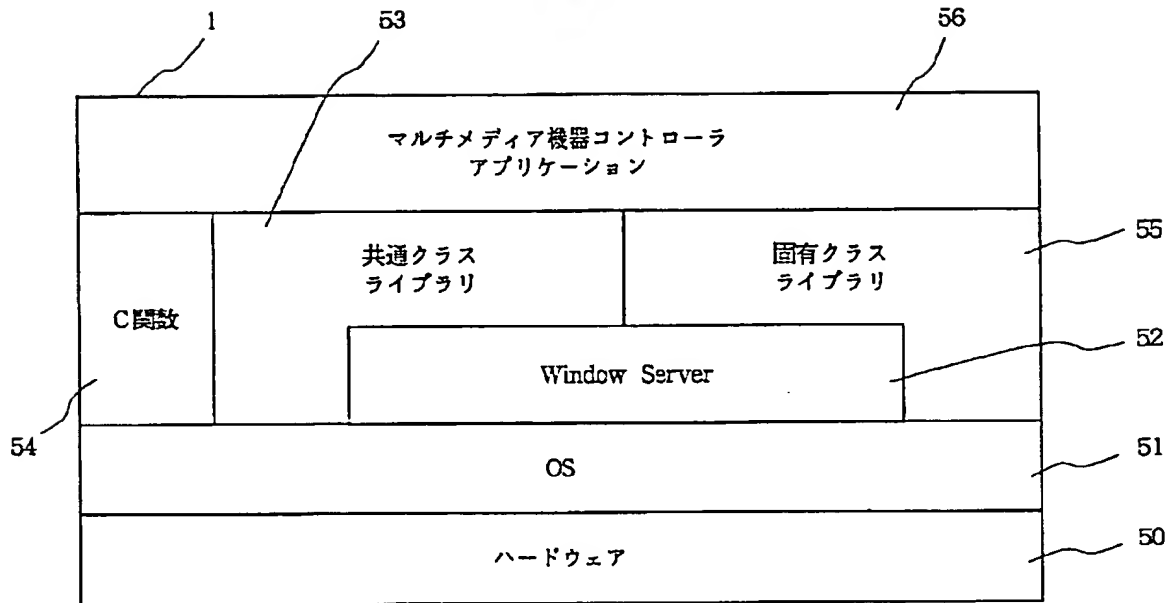 1
53
56
マルチメディア機器コントローラ
アプリケーション
共通クラス
ライブラリ
固有クラス
ライブラリ
55
C関数
Window Server
52
54
OS
51
ハードウェア
50